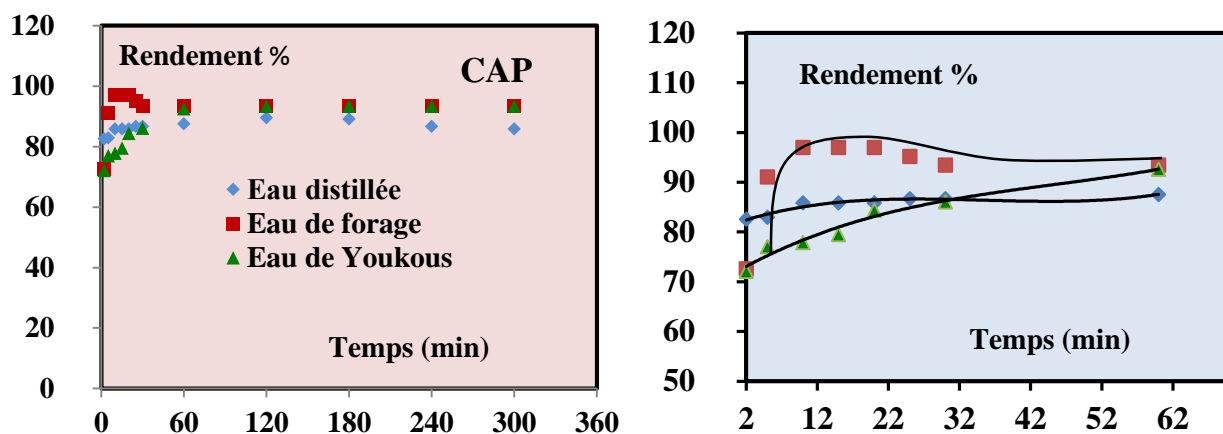 120
100
80
60
40
20
0
Rendement %
CAP
Eau distillée
Eau de forage
Eau de Youkous
Temps (min)
0 60 120 180 240 300 360
120
110
100
90
80
70
60
50
Rendement %
Temps (min)
2 12 22 32 42 52 62